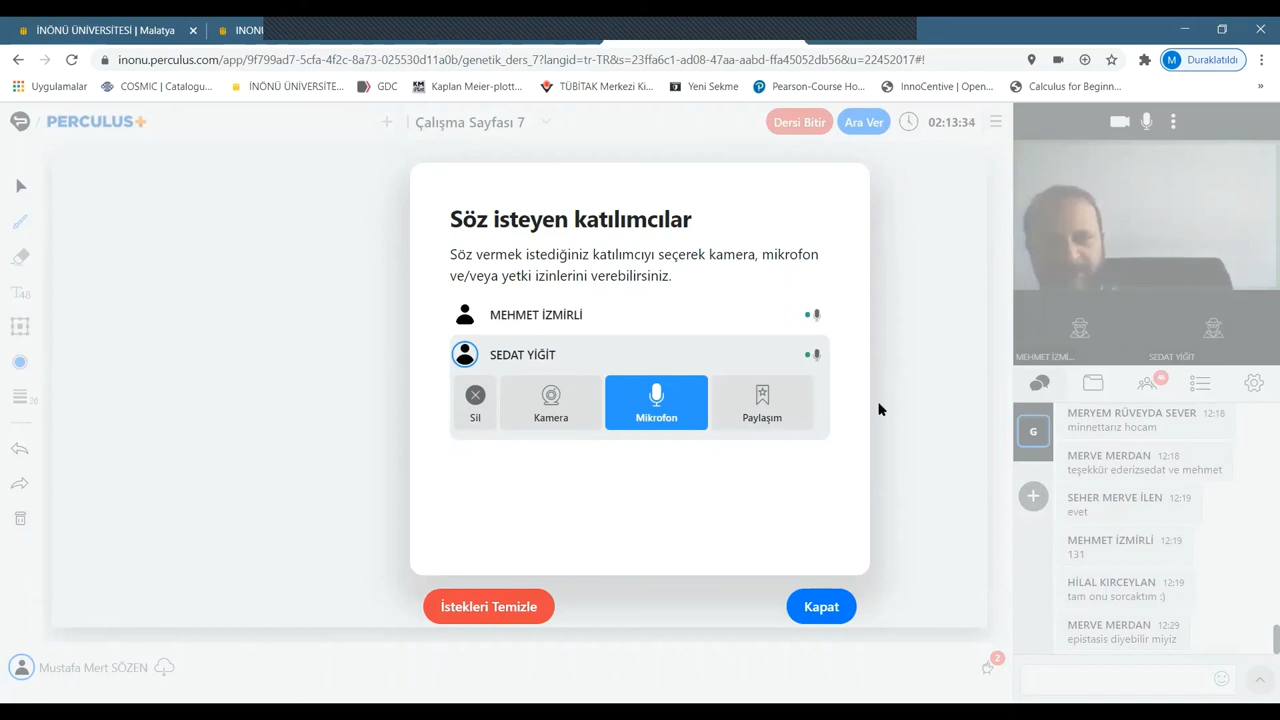 İNÖNÜ ÜNİVERSİTESİ | Malatya
INONU
inonu.perculus.com/app/9f799ad7-5cfa-4f2c-8a73-025530d11a0b/genetik_ders_7?langid=tr-TR&s=23ffa6c1-ad08-47aa-aabd-ffa45052db56&u=22452017#!
M Duraklatıldı
Uygulamalar
COSMIC | Catalogu...
İNÖNÜ ÜNİVERSİTE...
GDC
Kaplan Meier-plott...
TÜBİTAK Merkezi Ki...
Yeni Sekme
Pearson-Course Ho...
InnoCentive | Open...
Calculus for Beginn...
»
/ PERCULUS+
Çalışma Sayfası 7
Dersi Bitir
Ara Ver
02:13:34
Söz isteyen katılımcılar
Söz vermek istediğiniz katılımcıyı seçerek kamera, mikrofon
ve/veya yetki izinlerini verebilirsiniz.
MEHMET İZMİRLİ
SEDAT YİĞİT
Sil
Kamera
Mikrofon
Paylaşım
İstekleri Temizle
Kapat
T48
26
Mustafa Mert SÖZEN
2
MEHMET İZMİ...
SEDAT YİĞİT
G
MERYEM RÜVEYDA SEVER 12:18
minnettarız hocam
MERVE MERDAN 12:18
teşekkür ederizsedat ve mehmet
SEHER MERVE İLEN 12:19
evet
MEHMET İZMİRLİ 12:19
131
HİLAL KIRCEYLAN 12:19
tam onu sorcaktım :)
MERVE MERDAN 12:29
epistasis diyebilir miyiz